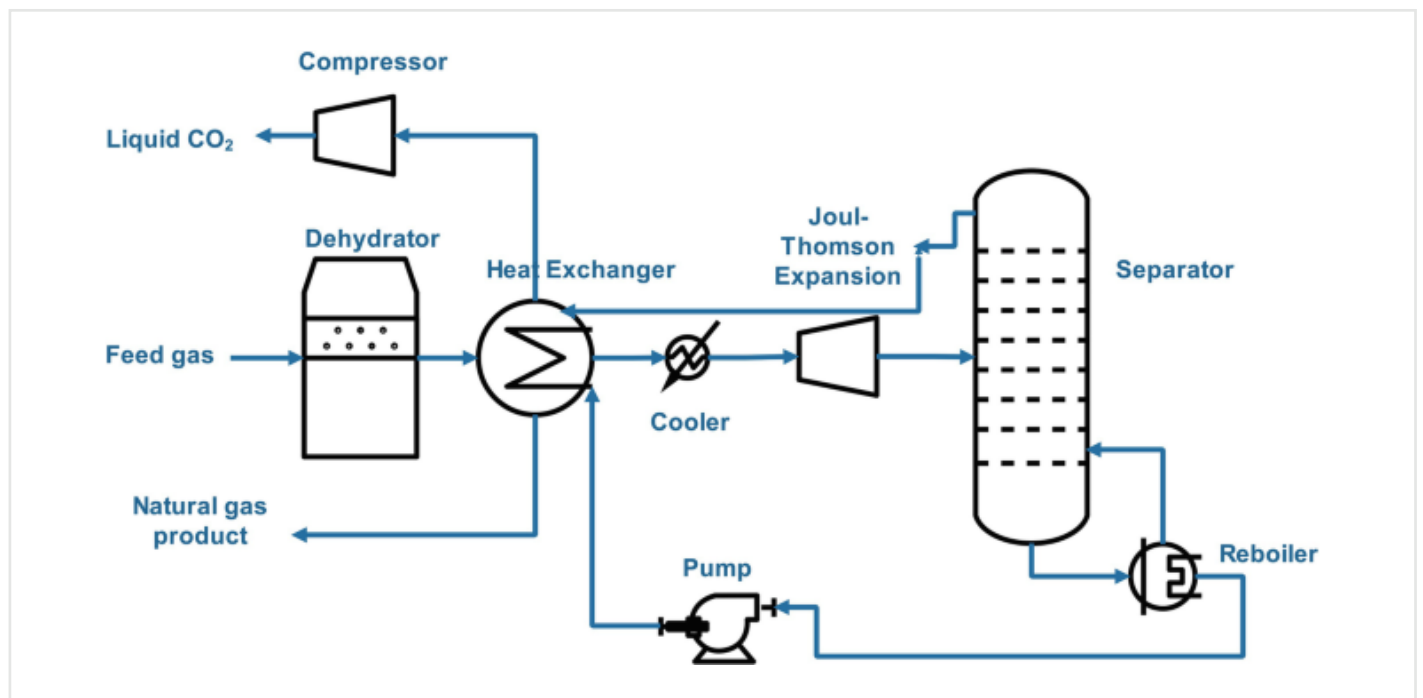 Compressor
Liquid CO₂
Dehydrator
Heat Exchanger
Joul-
Thomson
Expansion
Separator
Feed gas
Cooler
Natural gas
product
Pump
Reboiler